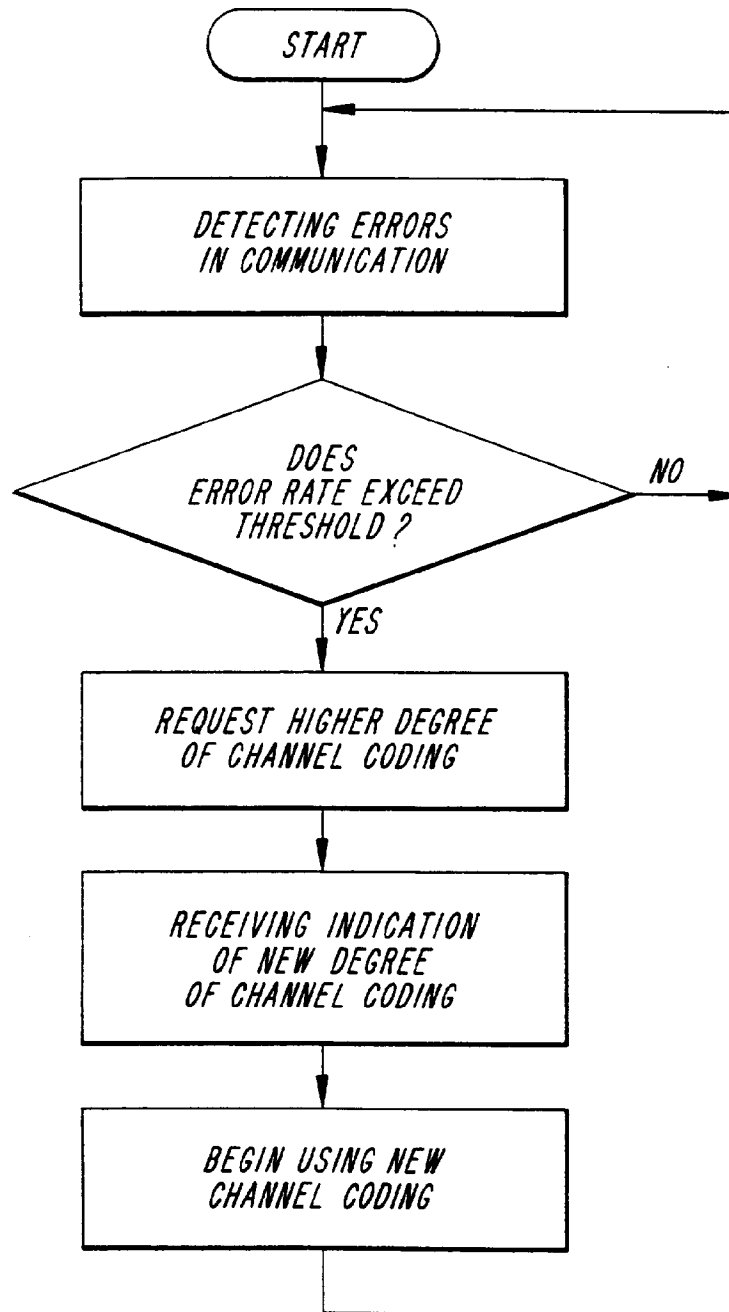 START
DETECTING ERRORS
IN COMMUNICATION
DOES
ERROR RATE EXCEED
THRESHOLD?
NO
YES
REQUEST HIGHER DEGREE
OF CHANNEL CODING
RECEIVING INDICATION
OF NEW DEGREE
OF CHANNEL CODING
BEGIN USING NEW
CHANNEL CODING